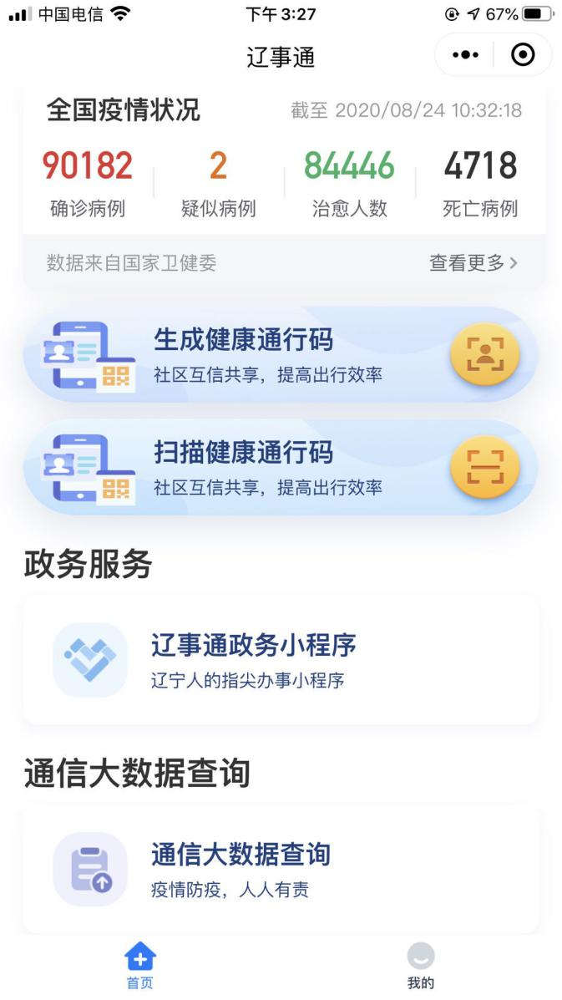 中国电信
下午3:27
67%
辽事通
全国疫情状况
截至 2020/08/24 10:32:18
90182
2
84446
4718
确诊病例
疑似病例
治愈人数
死亡病例
数据来自国家卫健委
查看更多
生成健康通行码
社区互信共享，提高出行效率
扫描健康通行码
社区互信共享，提高出行效率
政务服务
辽事通政务小程序
辽宁人的指尖办事小程序
通信大数据查询
通信大数据查询
疫情防疫，人人有责
首页
我的